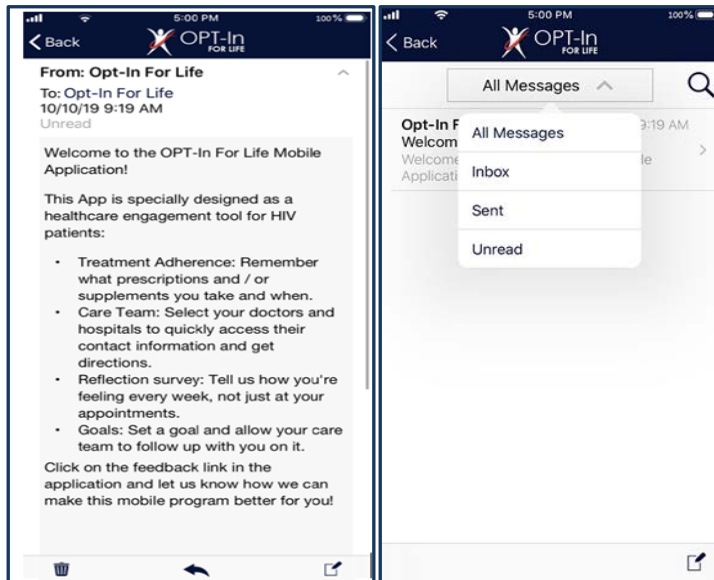 5:00 PM
100%
Back
OPT-In
FOR LIFE
From: Opt-In For Life
To: Opt-In For Life
10/10/19 9:19 AM
Unread
Welcome to the OPT-In For Life Mobile
Application!
This App is specially designed as a
healthcare engagement tool for HIV
patients:
• Treatment Adherence: Remember
what prescriptions and / or
supplements you take and when.
• Care Team: Select your doctors and
hospitals to quickly access their
contact information and get
directions.
• Reflection survey: Tell us how you're
feeling every week, not just at your
appointments.
• Goals: Set a goal and allow your care
team to follow up with you on it.
Click on the feedback link in the
application and let us know how we can
make this mobile program better for you!
5:00 PM
100%
Back
OPT-In
FOR LIFE
All Messages
Opt-In F 9:19 AM
Welcom
Welcome le
Applicati
All Messages
Inbox
Sent
Unread